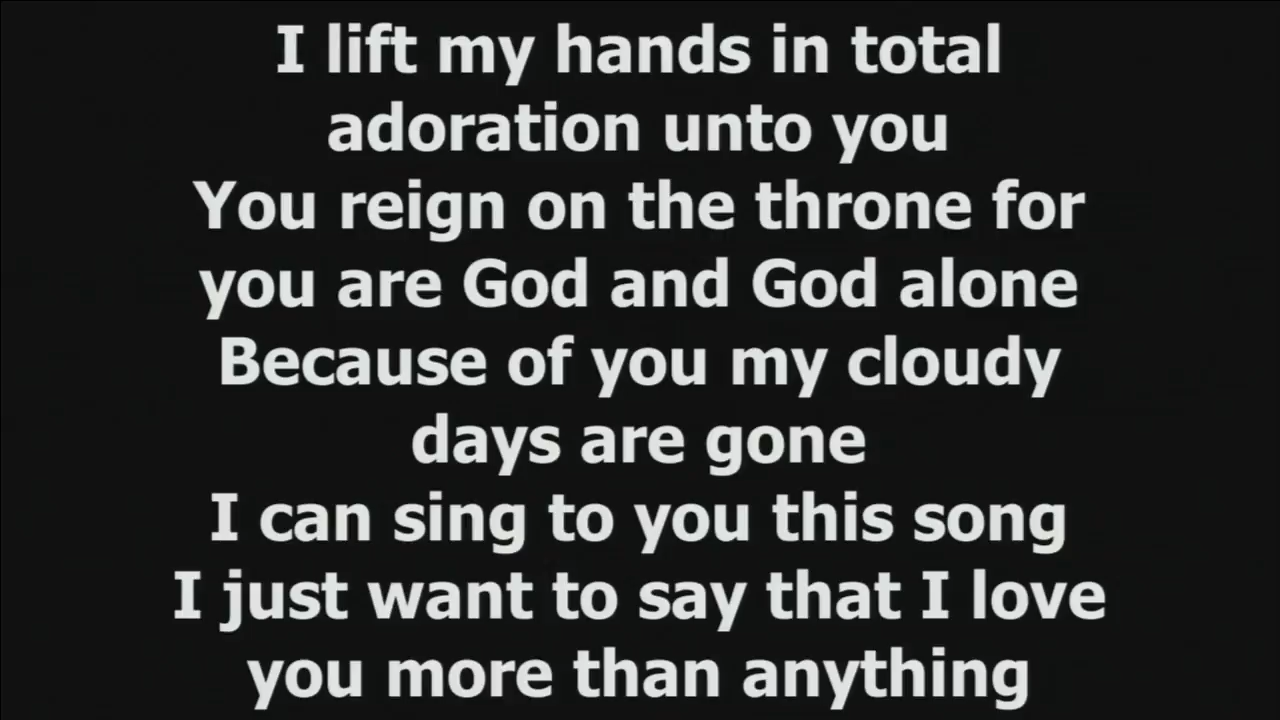 I lift my hands in total
adoration unto you
You reign on the throne for
you are God and God alone
Because of you my cloudy
days are gone
I can sing to you this song
I just want to say that I love
you more than anything